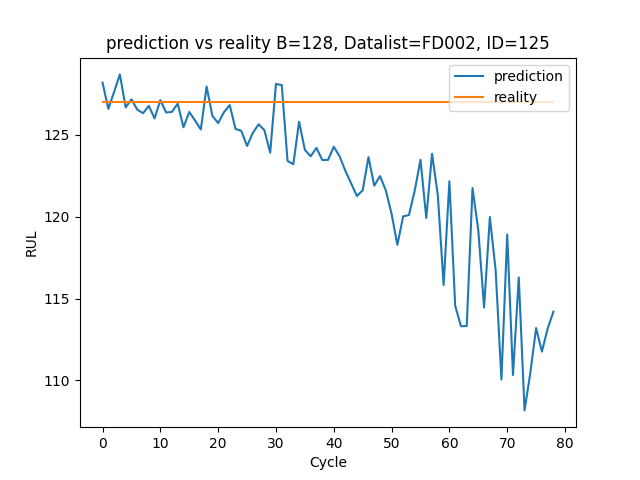 prediction vs reality B=128, Datalist=FD002, ID=125
prediction
reality
125
120
115
110
RUL
0 10 20 30 40 50 60 70 80
Cycle